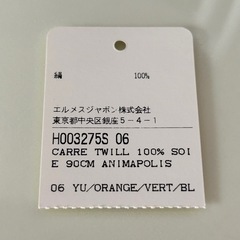 絹 100%
エルメスジャポン株式会社
東京都中央区銀座5-4-1
H003275S 06
CARRE TWILL 100% SOI
E 90CM ANIMAPOLIS
06 YU/ORANGE/VERT/BL